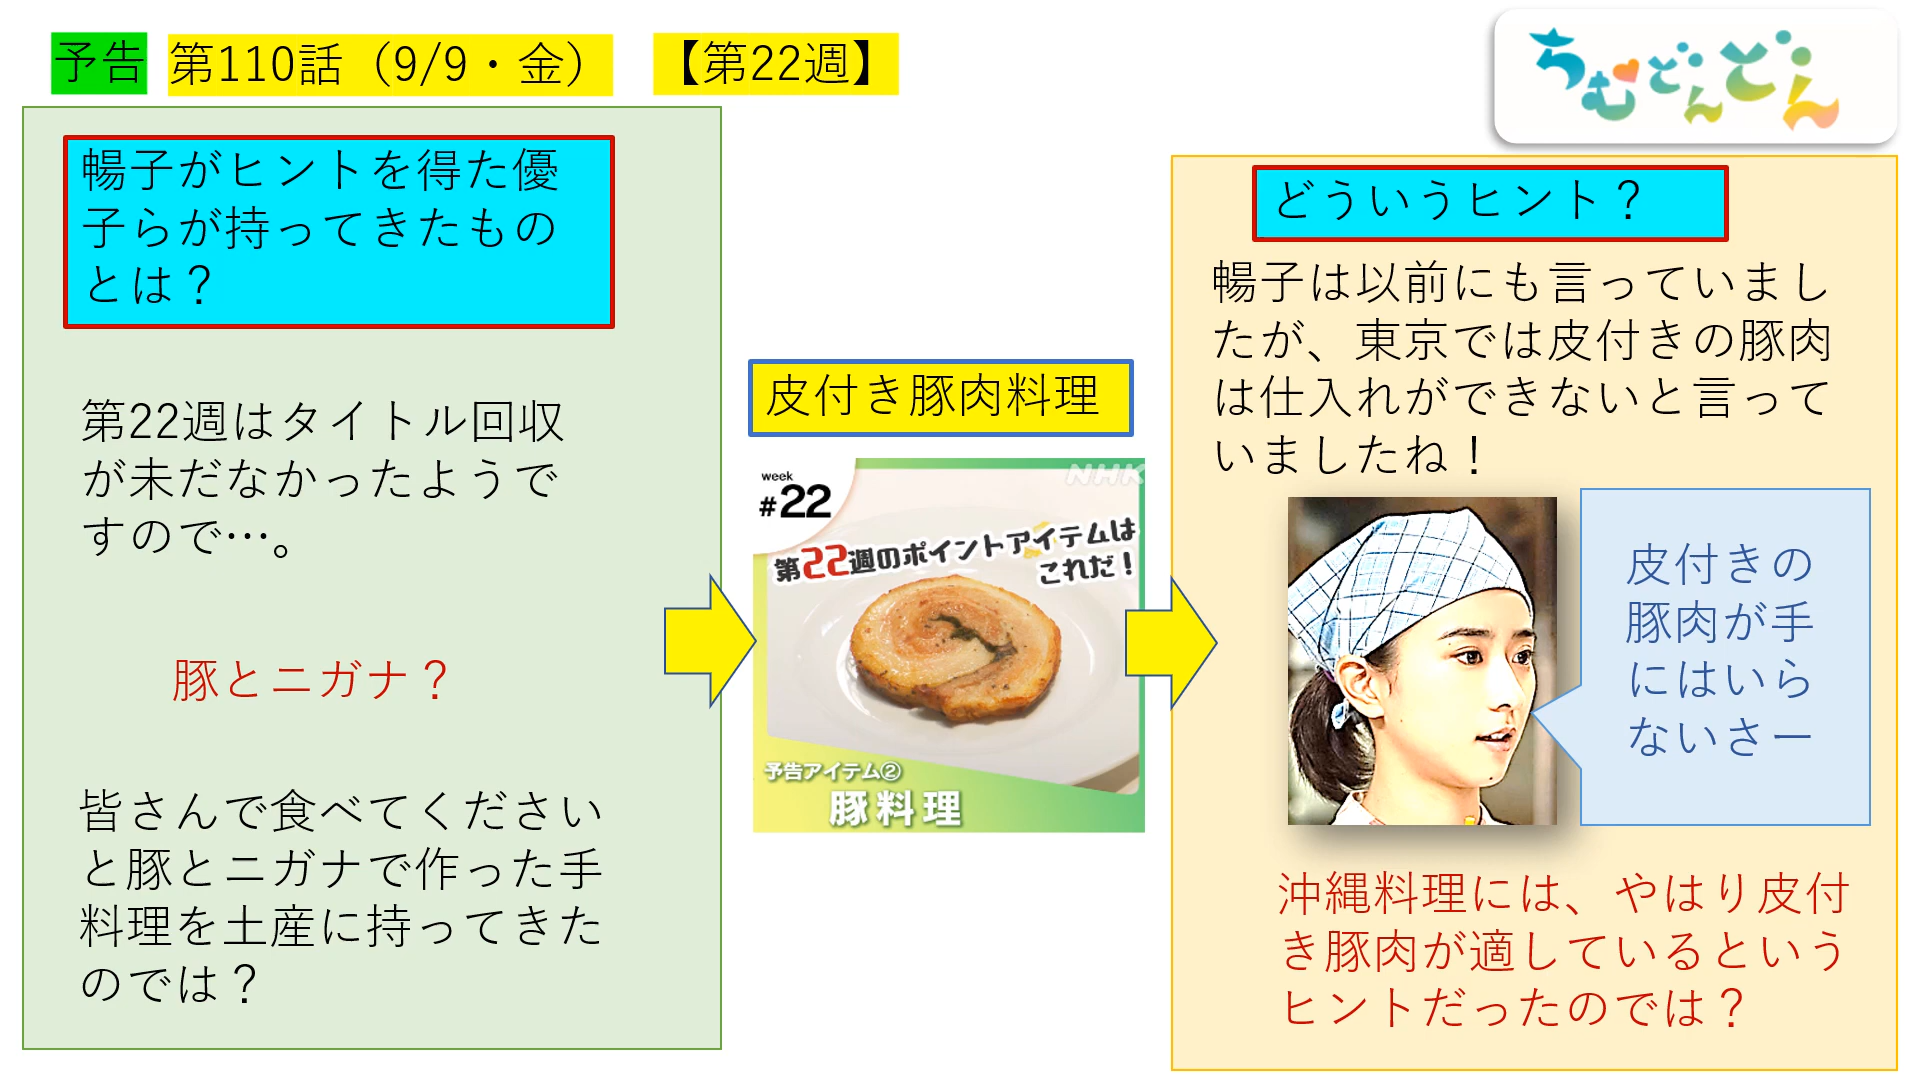 予告 第110話（9/9・金） 【第22週】
ちむどんどん
暢子がヒントを得た優
子らが持ってきたもの
とは？
第22週はタイトル回収
が未だなかったようで
すので…。
豚とニガナ？
皆さんで食べてください
と豚とニガナで作った手
料理を土産に持ってきた
のでは？
皮付き豚肉料理
NHK
week
#22
第22週のポイントアイテムは
これだ！
予告アイテム②
豚料理
どういうヒント？
暢子は以前にも言っていまし
たが、東京では皮付きの豚肉
は仕入れができないと言って
いましたね！
皮付きの
豚肉が手
にはいら
ないさー
沖縄料理には、やはり皮付
き豚肉が適しているという
ヒントだったのでは？